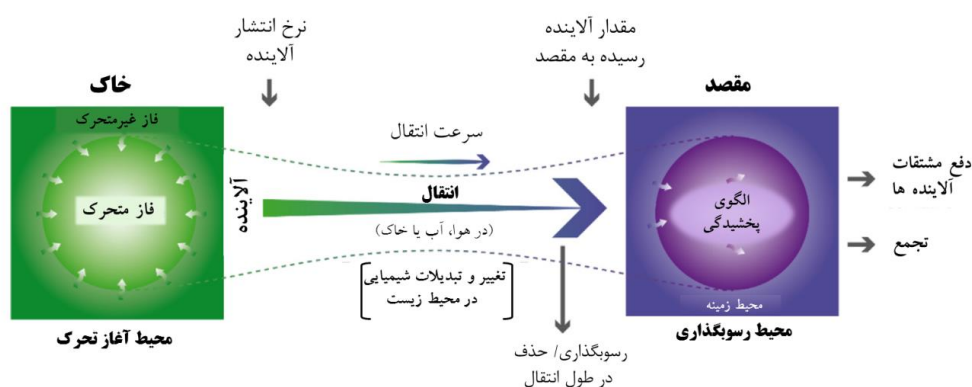 نرخ انتشار
آلاینده
مقدار آلاینده
رسیده به مقصد
خاک
مقصد
فاز غیرمتحرک
فاز متحرک
آلاینده
سرعت انتقال
انتقال
(در هوا، آب یا خاک)
تغییر و تبدیلات شیمیایی
در محیط زیست
الگوی
پخشیدگی
محیط زمینه
دفع مشتقات
آلاینده ها
تجمع
محیط آغاز تحرک
محیط رسوبگذاری
رسوبگذاری/ حذف
در طول انتقال